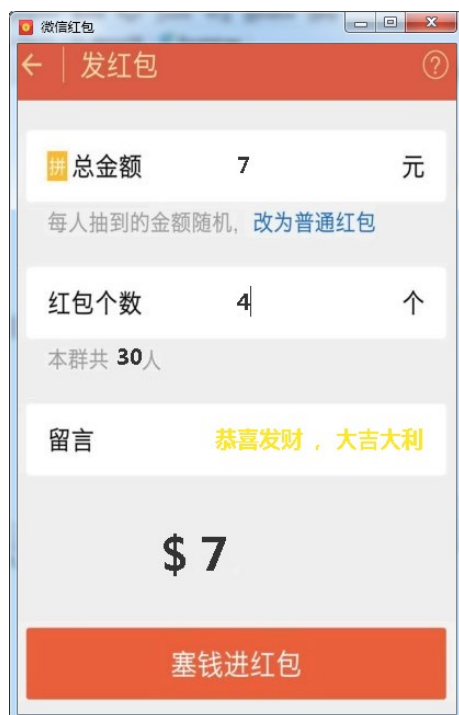 微信红包
发红包
拼 总金额 7 元
每人抽到的金额随机，改为普通红包
红包个数 4 个
本群共 30人
留言 恭喜发财 ，大吉大利
$ 7
塞钱进红包